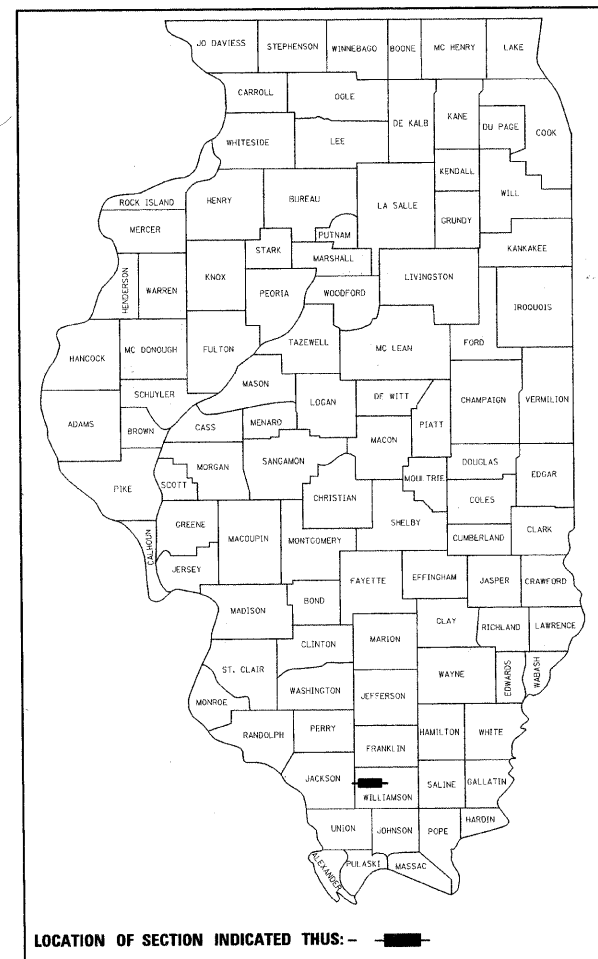 JO DAVIESS STEPHENSON WINNEBAGO BOONE MC HENRY LAKE
CARROLL OGLE DE KALB KANE DU PAGE COOK
WHITESIDE LEE
KENDALL
ROCK ISLAND HENRY BUREAU LA SALLE GRUNDY WILL
MERCER PUTNAM
STARK MARSHALL KANKAKEE
HENDERSON WARREN KNOX PEORIA WOODFORD LIVINGSTON IROQUOIS
HANCOCK MC DONOUGH FULTON TAZEWELL MC LEAN FORD
MASON
SCHUYLER LOGAN DE WITT CHAMPAIGN VERMILION
ADAMS BROWN CASS MENARD MACON PIATT
MORGAN SANGAMON DOUGLAS
PIKE SCOTT CHRISTIAN MOULTRIE COLES EDGAR
GREENE MACOUPIN MONTGOMERY SHELBY CUMBERLAND CLARK
CALHOUN JERSEY
FAYETTE EFFINGHAM JASPER CRAWFORD
MADISON BOND
CLAY RICHLAND LAWRENCE
CLINTON MARION
ST. CLAIR WAYNE EDWARDS WABASH
WASHINGTON JEFFERSON
MONROE
RANDOLPH PERRY HAMILTON WHITE
FRANKLIN
JACKSON SALINE GALLATIN
WILLIAMSON
UNION JOHNSON POPE HARDIN
ALEXANDER PULASKI MASSAC
LOCATION OF SECTION INDICATED THUS: –